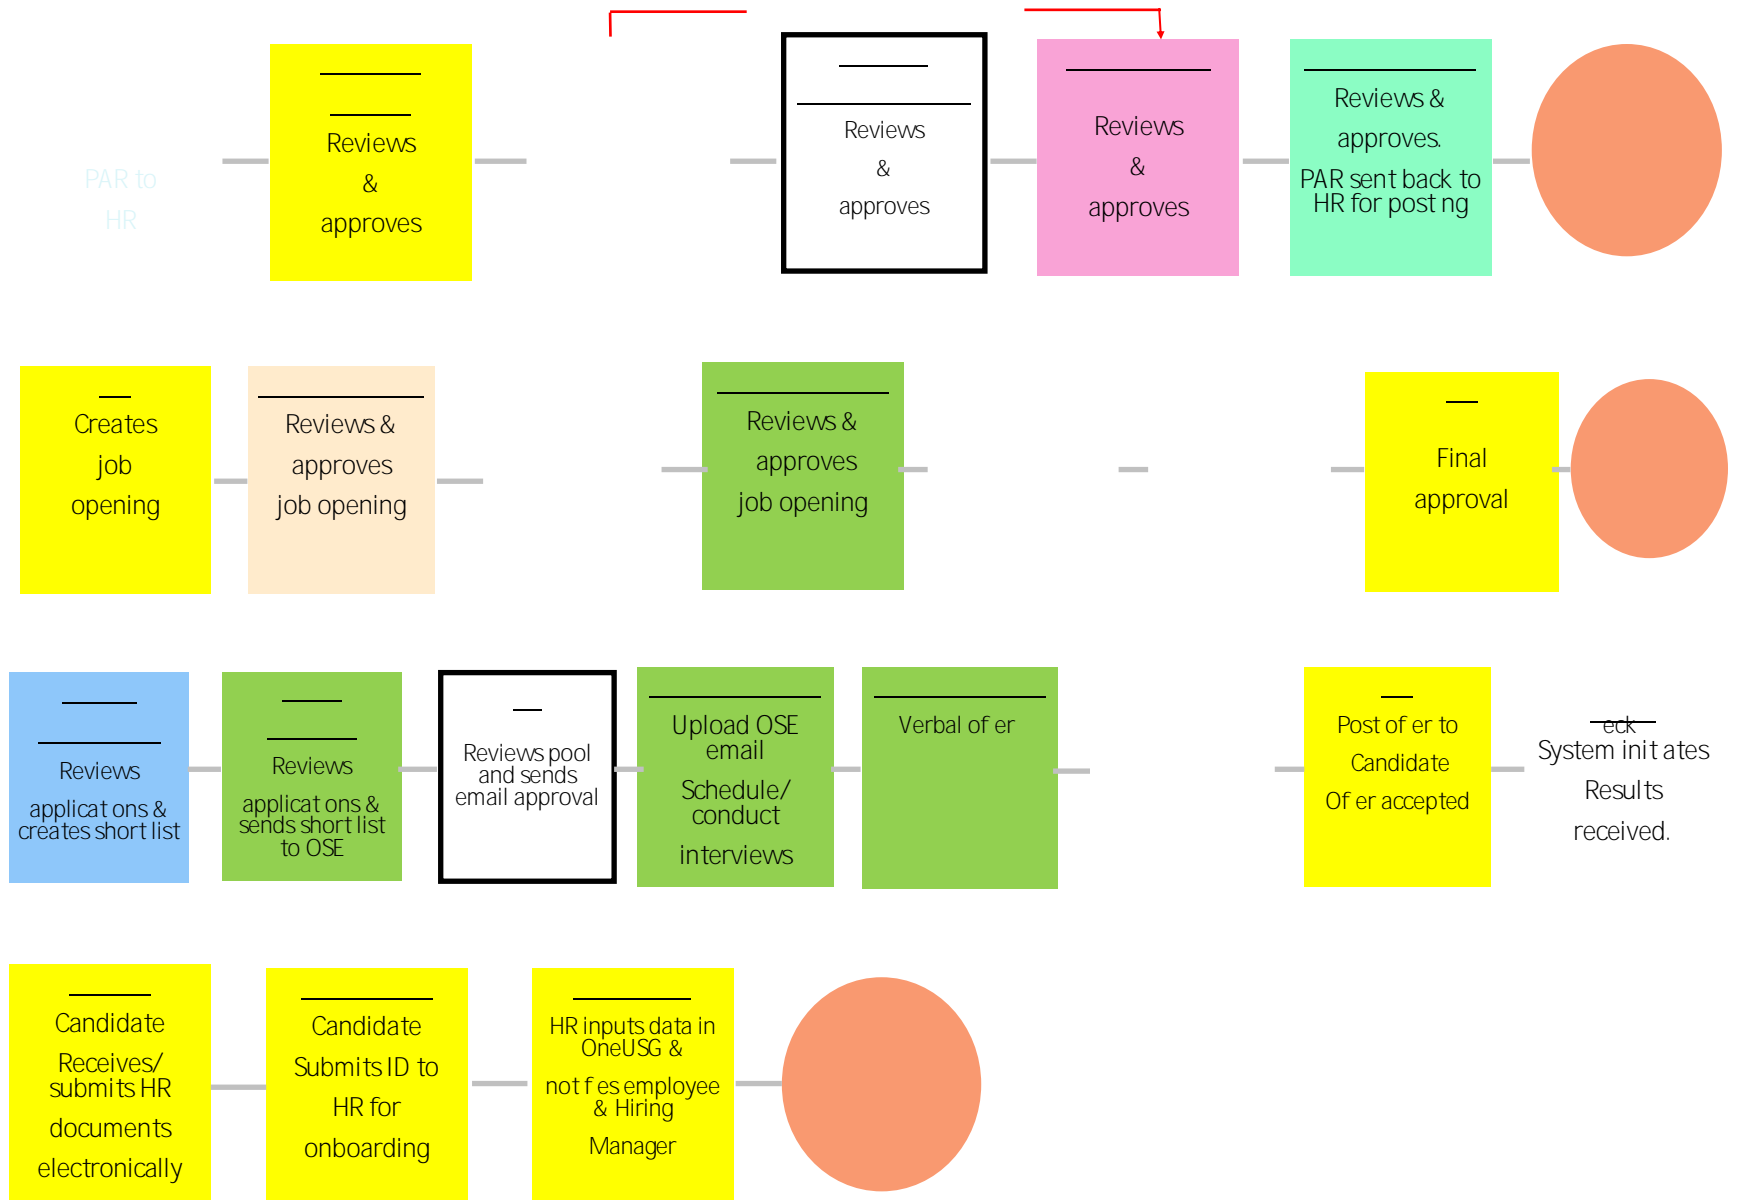 PAR to
HR
Reviews
&
approves
Reviews
&
approves
Reviews
&
approves
Reviews &
approves.
PAR sent back to
HR for post ng
Creates
job
opening
Reviews &
approves
job opening
Reviews &
approves
job opening
Final
approval
Reviews
applicat ons &
creates short list
Reviews
applicat ons &
sends short list
to OSE
Reviews pool
and sends
email approval
Upload OSE
email
Schedule/
conduct
interviews
Verbal of er
Post of er to
Candidate
Of er accepted
eck
System init ates
Results
received.
Candidate
Receives/
submits HR
documents
electronically
Candidate
Submits ID to
HR for
onboarding
HR inputs data in
OneUSG &
not f es employee
& Hiring
Manager